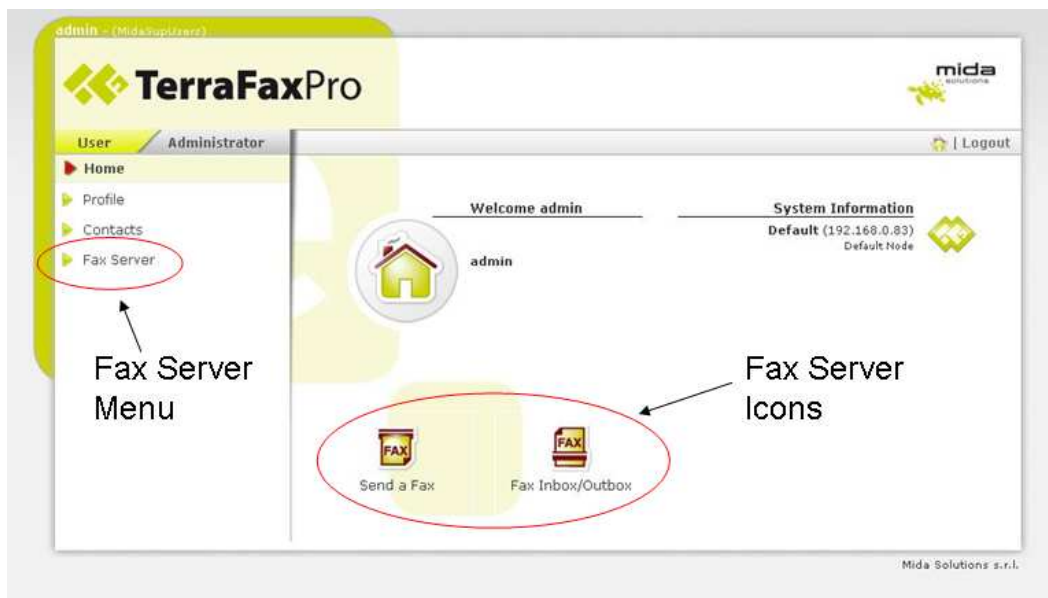 admin - (MidaSupUsers)
TerraFaxPro
mida
solutions
User
Administrator
| Logout
Home
Profile
Contacts
Fax Server
Welcome admin
admin
System Information
Default (192.168.0.83)
Default Node
Fax Server
Menu
Fax Server
Icons
FAX
Send a Fax
FAX
Fax Inbox/Outbox
Mida Solutions s.r.l.